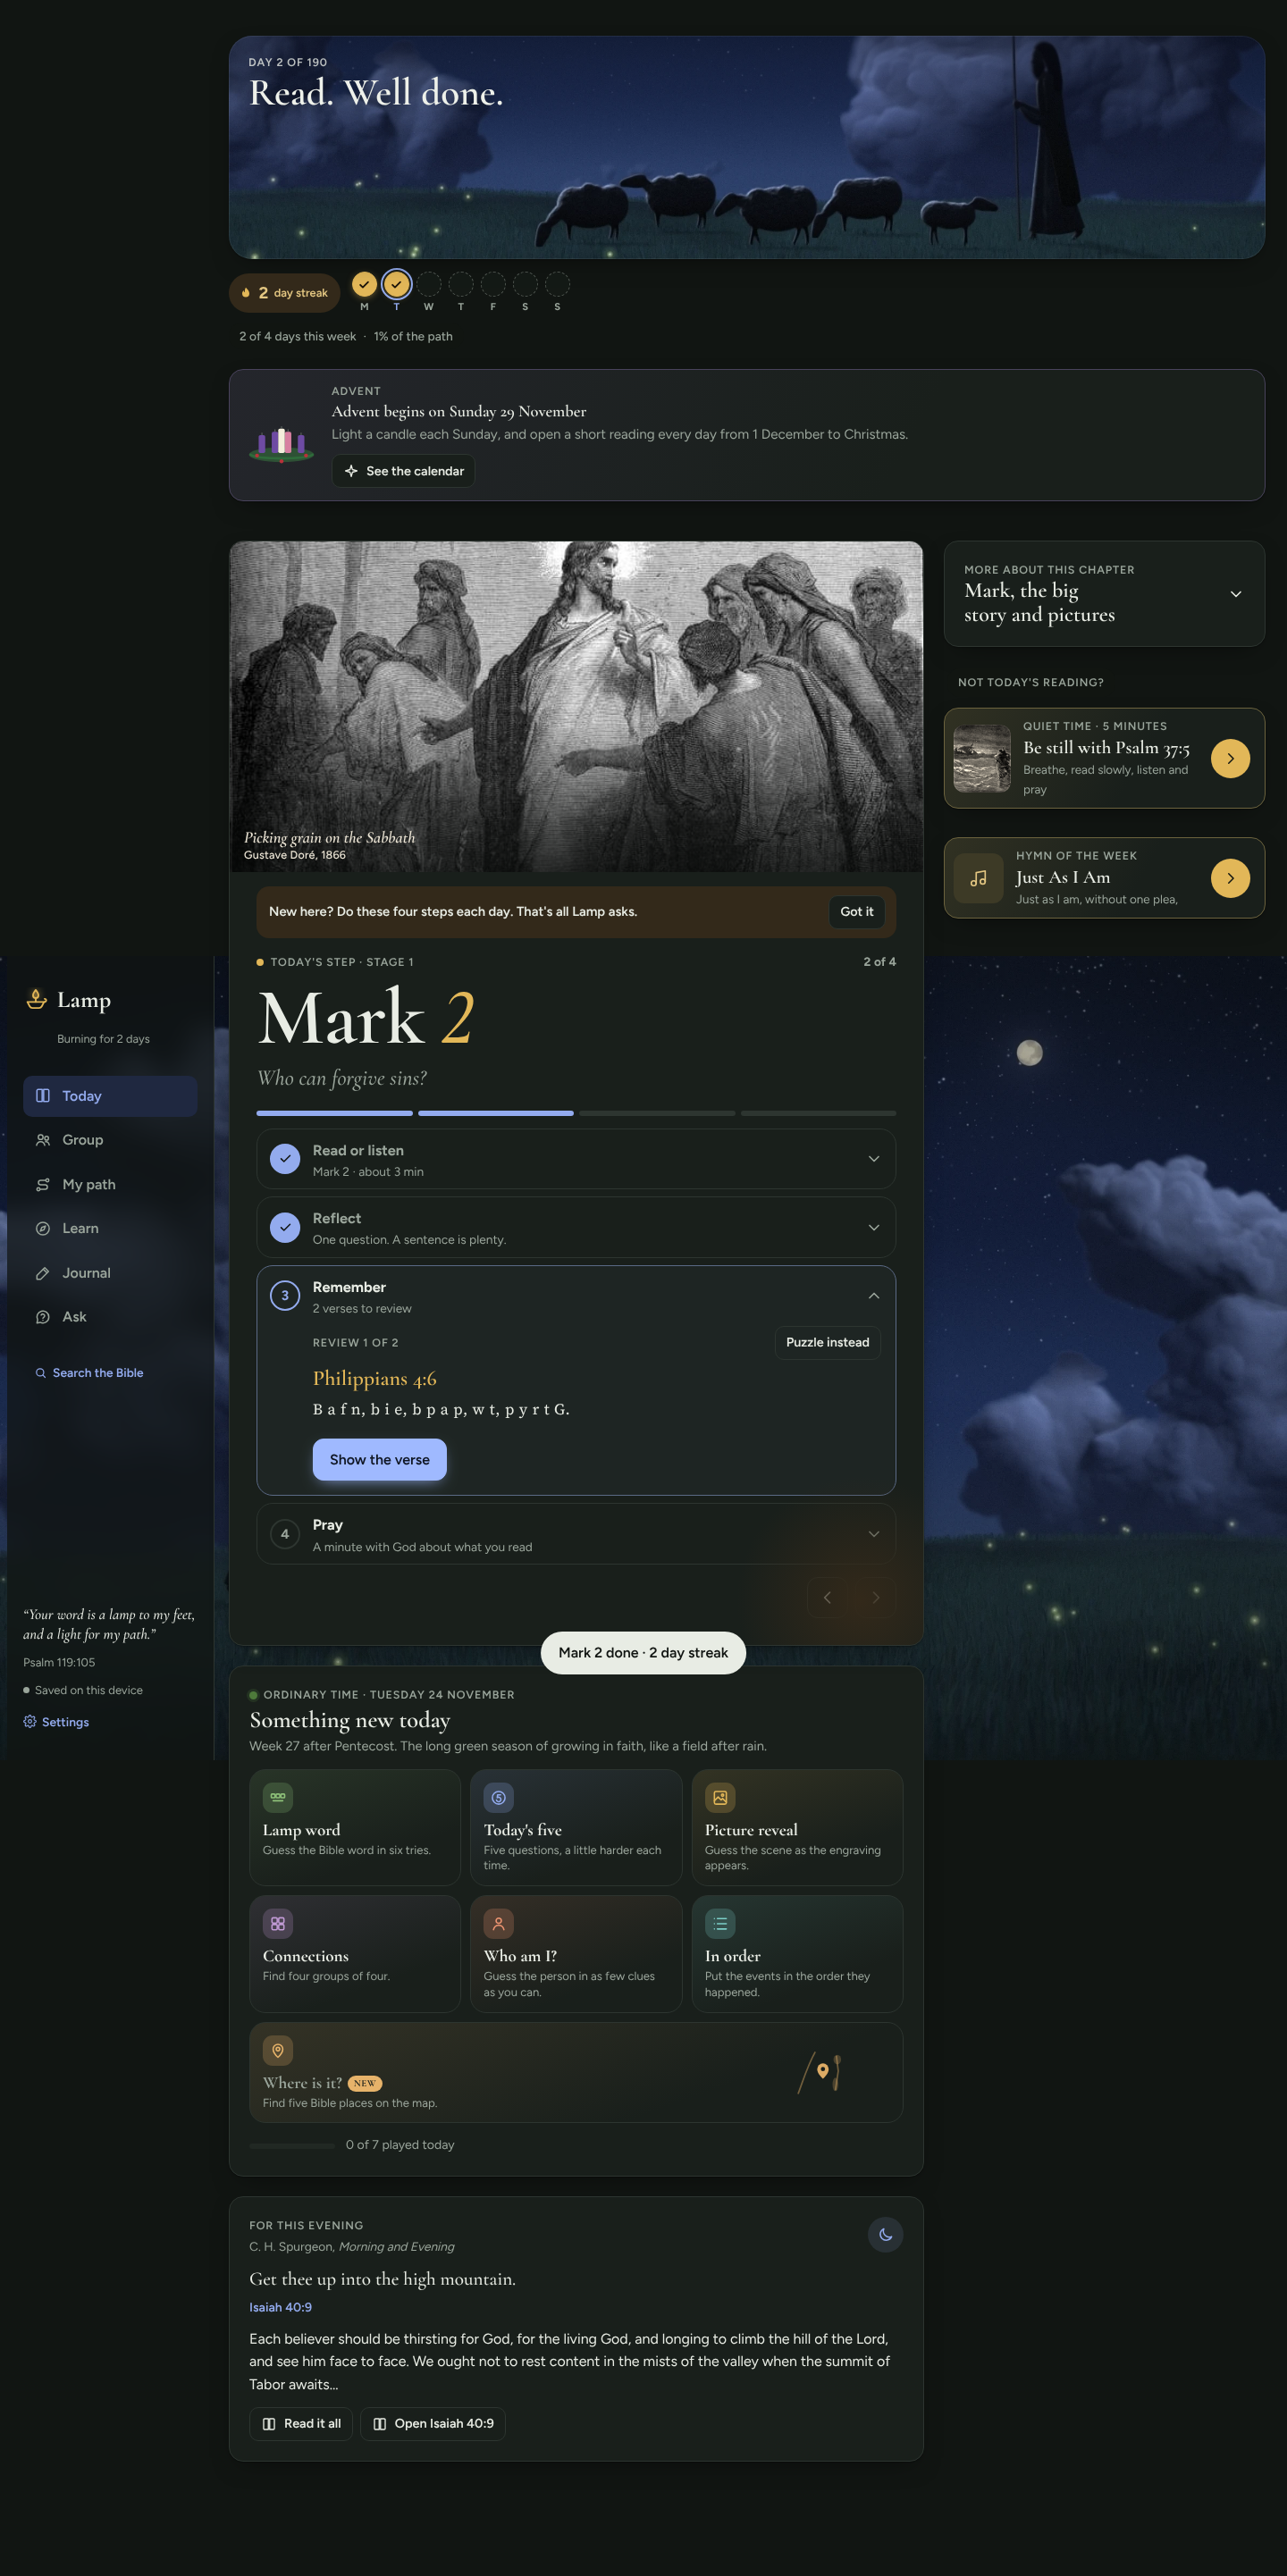 DAY 2 OF 190
Read. Well done.
2 day streak
M T W T F S S
2 of 4 days this week · 1% of the path
ADVENT
Advent begins on Sunday 29 November
Light a candle each Sunday, and open a short reading every day from 1 December to Christmas.
See the calendar
Picking grain on the Sabbath
Gustave Doré, 1866
New here? Do these four steps each day. That's all Lamp asks.
Got it
TODAY'S STEP · STAGE 1
2 of 4
Mark 2
Who can forgive sins?
Read or listen
Mark 2 · about 3 min
Reflect
One question. A sentence is plenty.
3
Remember
2 verses to review
REVIEW 1 OF 2
Puzzle instead
Philippians 4:6
B a f n, b i e, b p a p, w t, p y r t G.
Show the verse
4
Pray
A minute with God about what you read
MORE ABOUT THIS CHAPTER
Mark, the big
story and pictures
NOT TODAY'S READING?
QUIET TIME · 5 MINUTES
Be still with Psalm 37:5
Breathe, read slowly, listen and
pray
HYMN OF THE WEEK
Just As I Am
Just as I am, without one plea,
Lamp
Burning for 2 days
Today
Group
My path
Learn
Journal
Ask
Search the Bible
“Your word is a lamp to my feet,
and a light for my path.”
Psalm 119:105
Saved on this device
Settings
Mark 2 done · 2 day streak
ORDINARY TIME · TUESDAY 24 NOVEMBER
Something new today
Week 27 after Pentecost. The long green season of growing in faith, like a field after rain.
Lamp word
Guess the Bible word in six tries.
5
Today's five
Five questions, a little harder each
time.
Picture reveal
Guess the scene as the engraving
appears.
Connections
Find four groups of four.
Who am I?
Guess the person in as few clues
as you can.
In order
Put the events in the order they
happened.
Where is it? NEW
Find five Bible places on the map.
0 of 7 played today
FOR THIS EVENING
C. H. Spurgeon, Morning and Evening
Get thee up into the high mountain.
Isaiah 40:9
Each believer should be thirsting for God, for the living God, and longing to climb the hill of the Lord,
and see him face to face. We ought not to rest content in the mists of the valley when the summit of
Tabor awaits...
Read it all
Open Isaiah 40:9